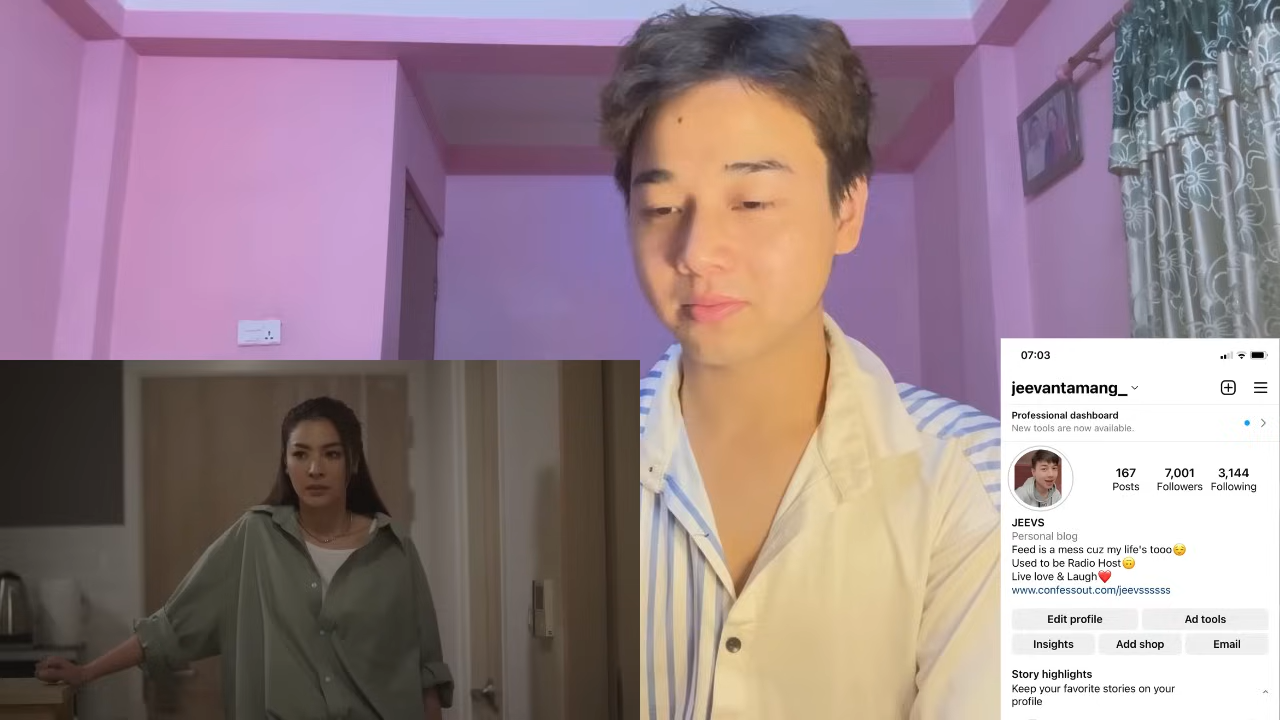 07:03
jeevantamang_
Professional dashboard
New tools are now available.
167 7,001 3,144
Posts Followers Following
JEEVS
Personal blog
Feed is a mess cuz my life's tooo😌
Used to be Radio Host🙃
Live love & Laugh❤️
www.confessout.com/jeevssssss
Edit profile Ad tools
Insights Add shop Email
Story highlights
Keep your favorite stories on your
profile